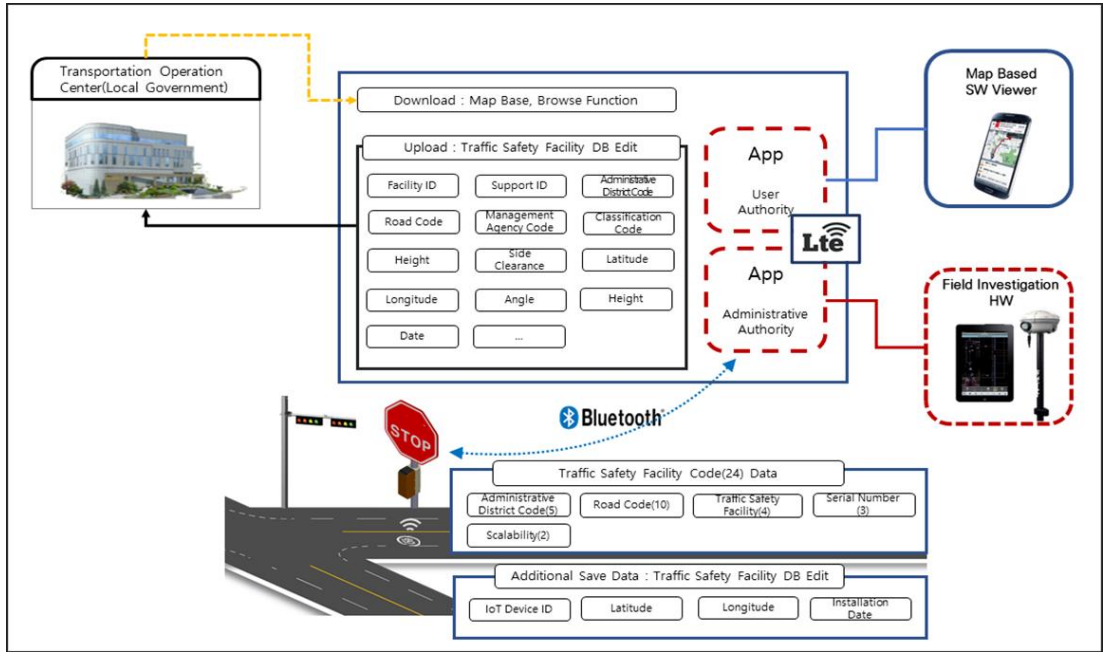 Transportation Operation
Center(Local Government)
Download : Map Base, Browse Function
Upload : Traffic Safety Facility DB Edit
Facility ID
Support ID
Administrative
District Code
Road Code
Management
Agency Code
Classification
Code
Height
Side
Clearance
Latitude
Longitude
Angle
Height
Date
...
App
User
Authority
Lte
App
Administrative
Authority
Map Based
SW Viewer
Field Investigation
HW
Bluetooth
STOP
Traffic Safety Facility Code(24) Data
Administrative
District Code(5)
Road Code(10)
Traffic Safety
Facility(4)
Serial Number
(3)
Scalability(2)
Additional Save Data : Traffic Safety Facility DB Edit
IoT Device ID
Latitude
Longitude
Installation
Date